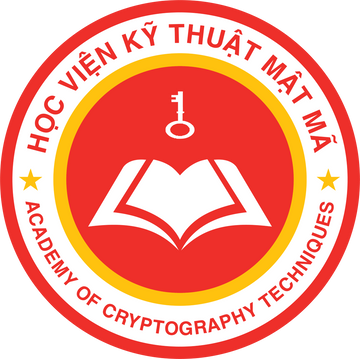 HỌC VIỆN KỸ THUẬT MẬT MÃ
ACADEMY OF CRYPTOGRAPHY TECHNIQUES